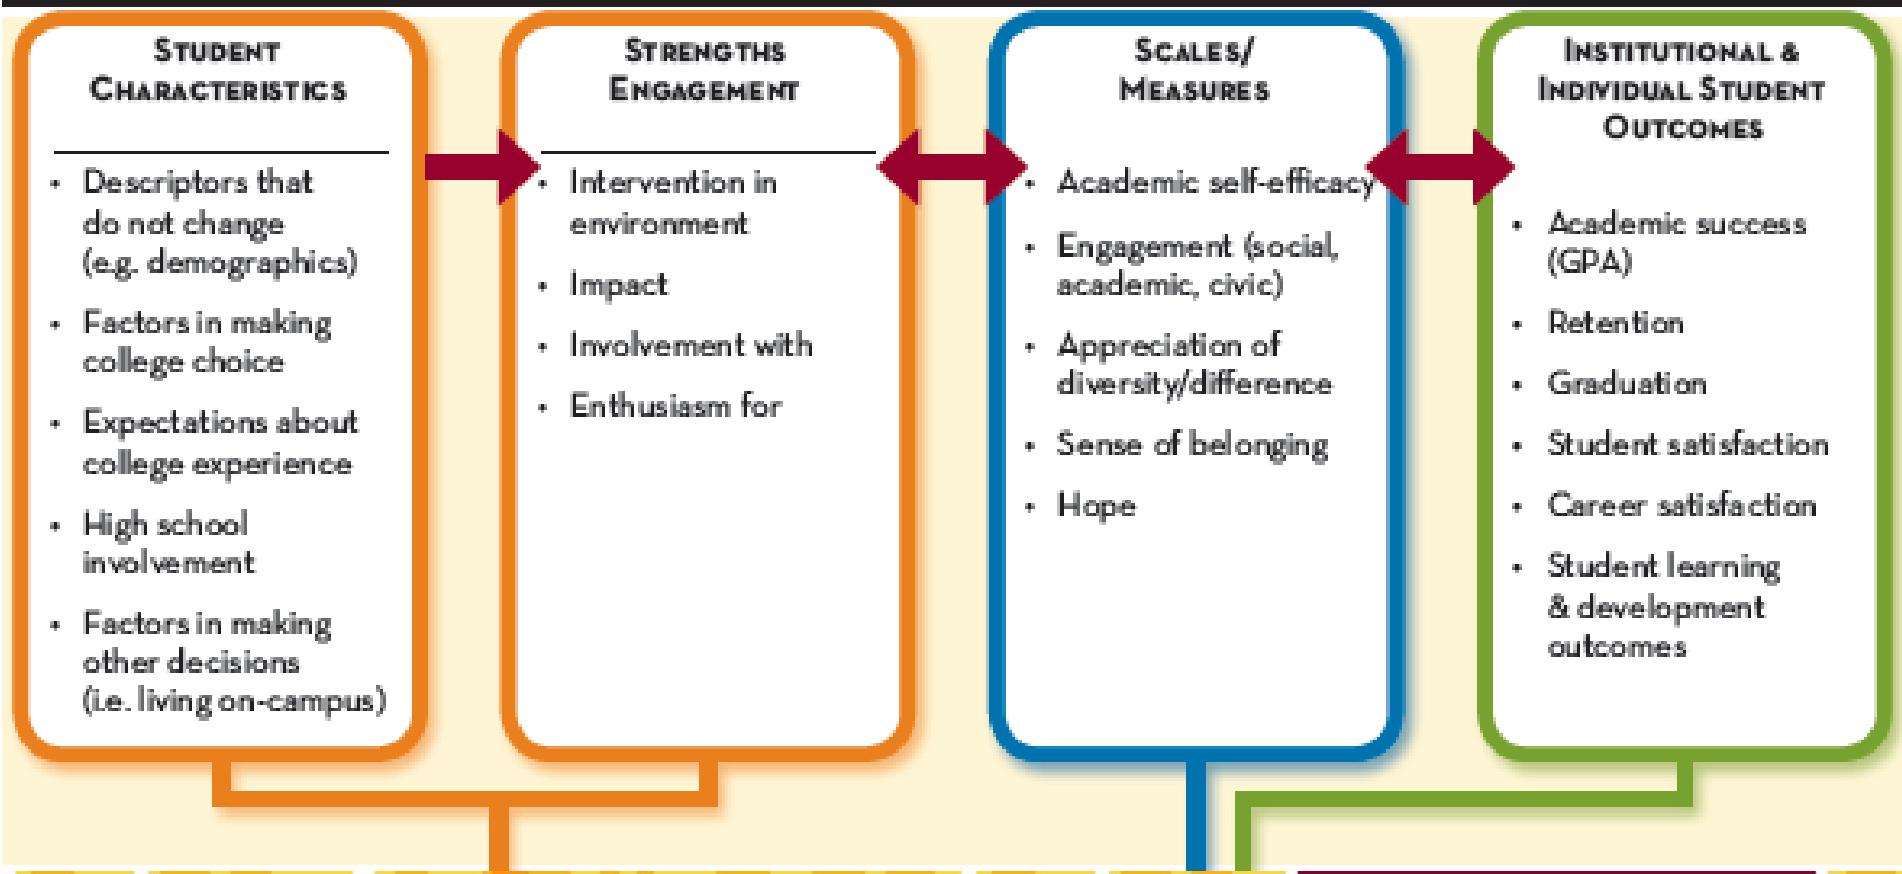 STUDENT
CHARACTERISTICS
• Descriptors that
do not change
(e.g. demographics)
• Factors in making
college choice
• Expectations about
college experience
• High school
involvement
• Factors in making
other decisions
(i.e. living on-campus)
STRENGTHS
ENGAGEMENT
• Intervention in
environment
• Impact
• Involvement with
• Enthusiasm for
SCALES/
MEASURES
• Academic self-efficacy
• Engagement (social,
academic, civic)
• Appreciation of
diversity/difference
• Sense of belonging
• Hope
INSTITUTIONAL &
INDIVIDUAL STUDENT
OUTCOMES
• Academic success
(GPA)
• Retention
• Graduation
• Student satisfaction
• Career satisfaction
• Student learning
& development
outcomes